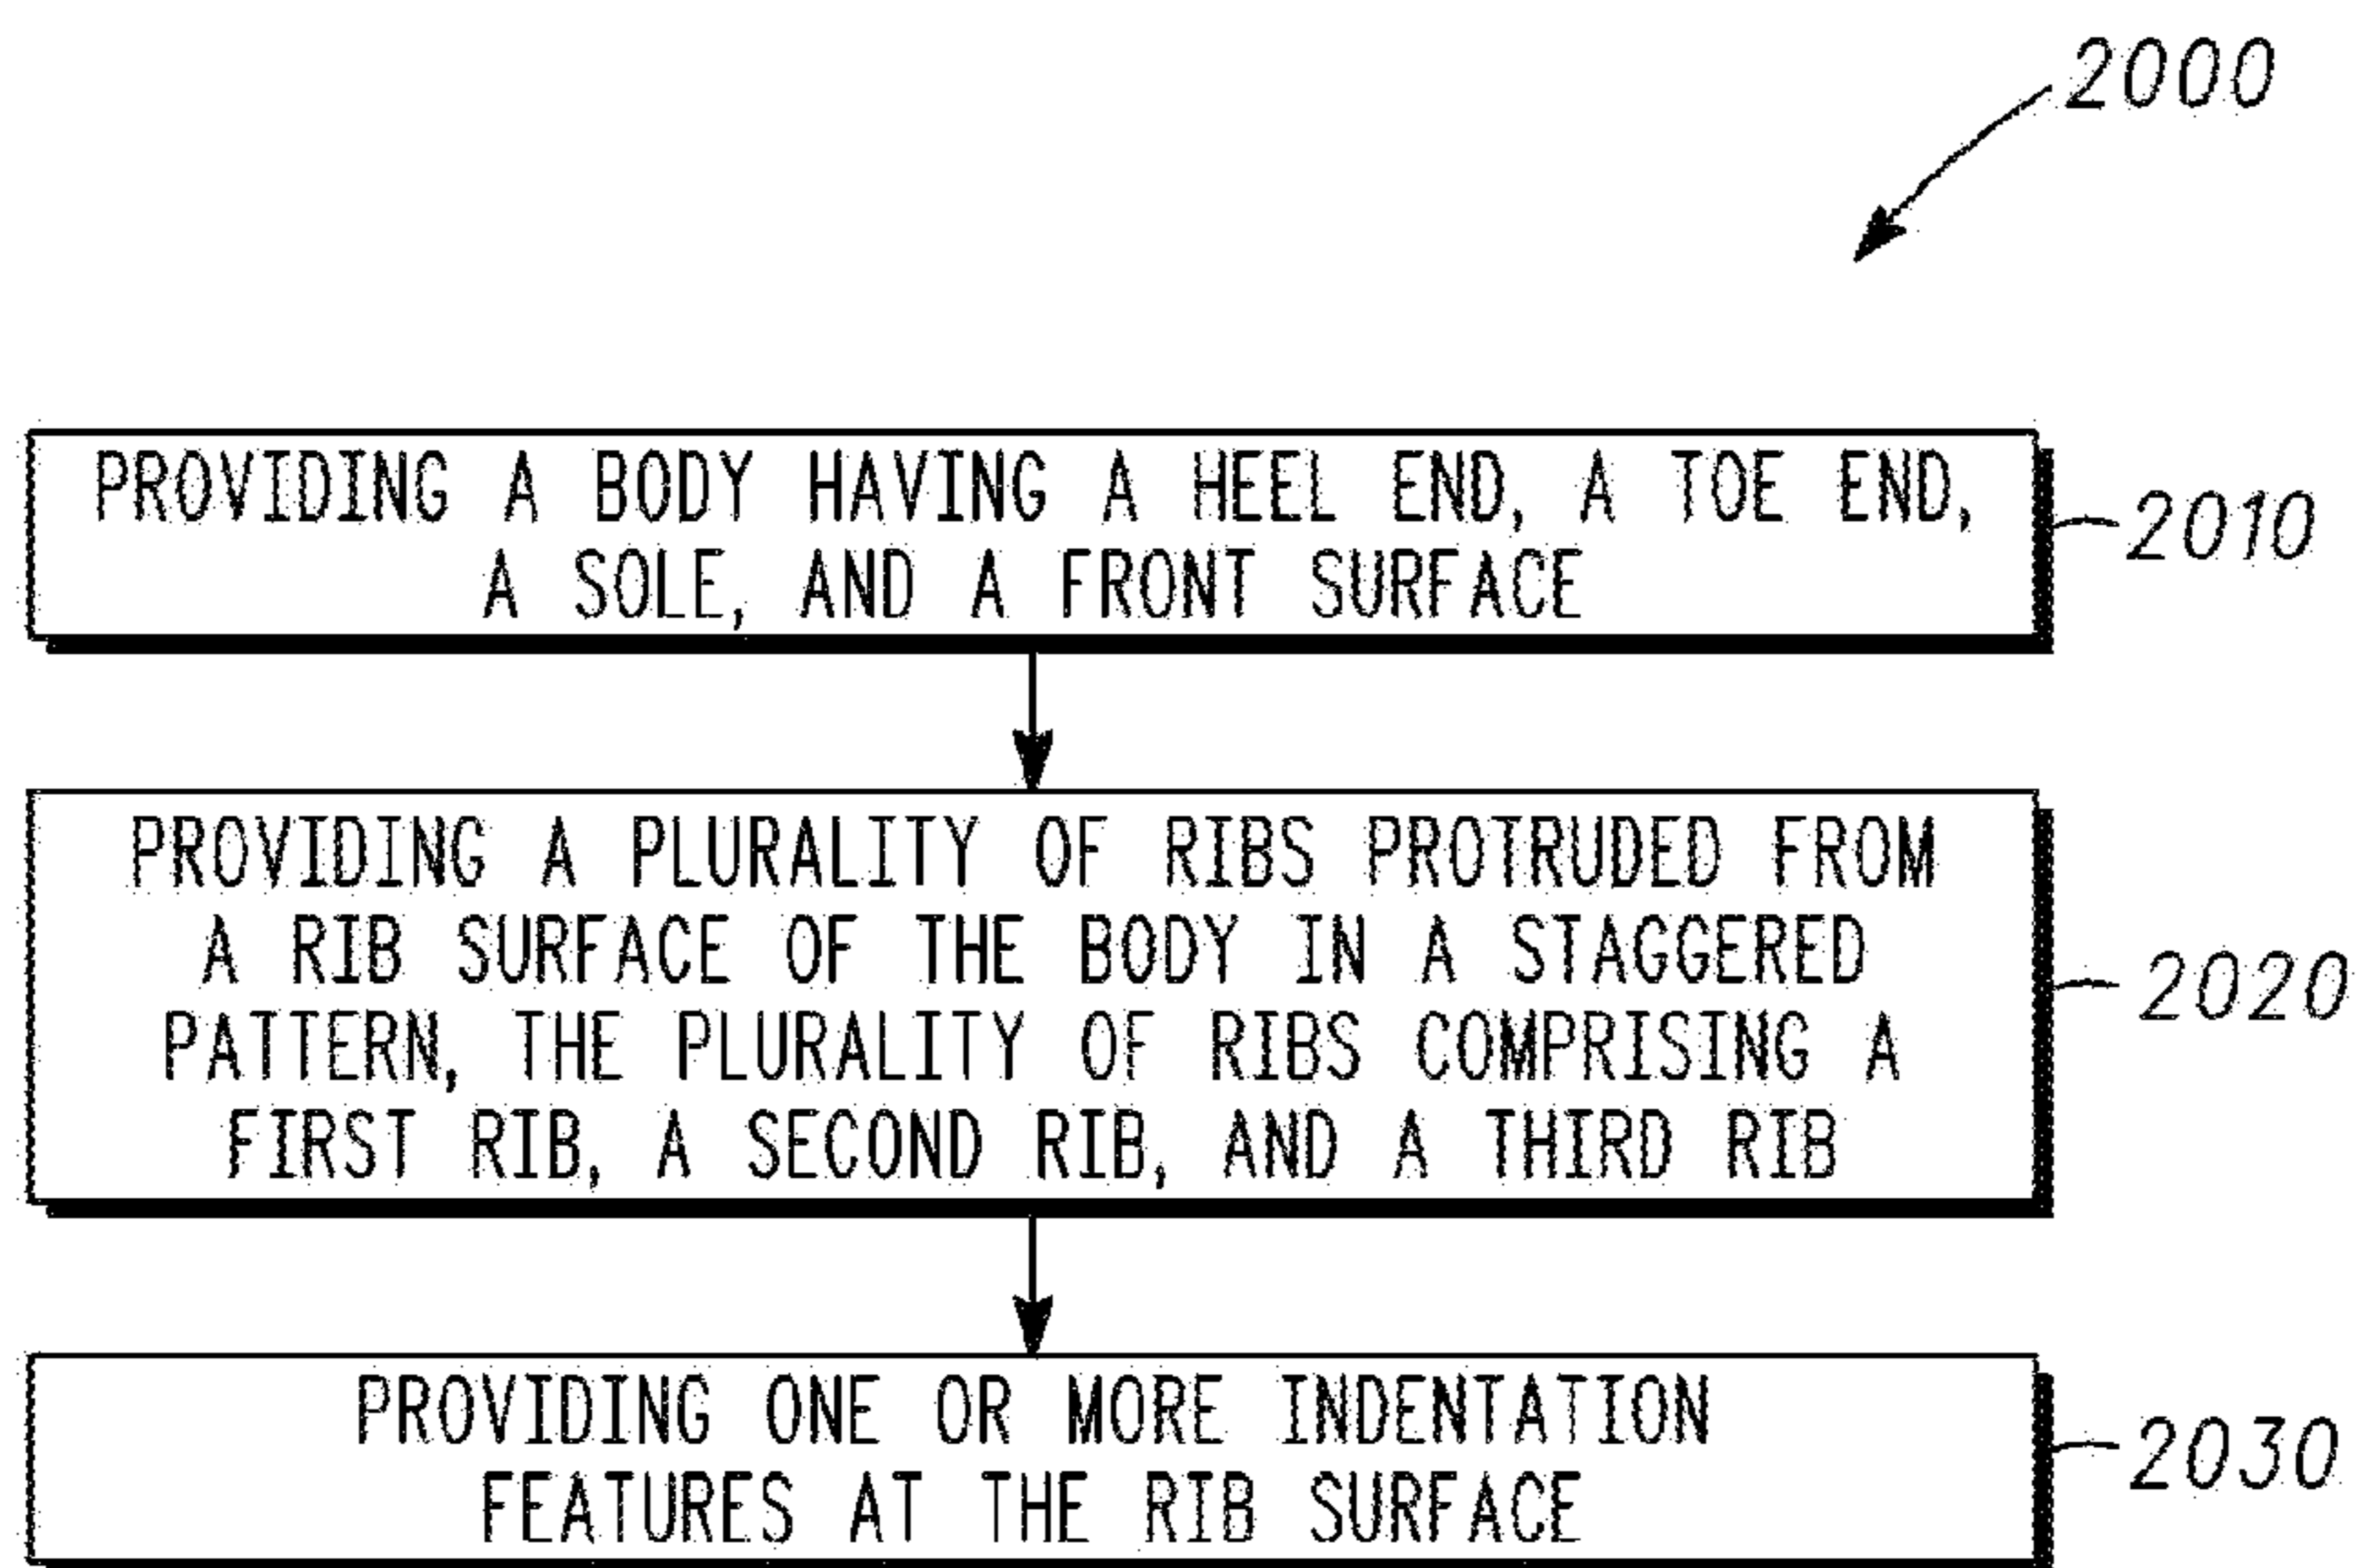 2000
PROVIDING A BODY HAVING A HEEL END, A TOE END,
A SOLE, AND A FRONT SURFACE
2010
PROVIDING A PLURALITY OF RIBS PROTRUDED FROM
A RIB SURFACE OF THE BODY IN A STAGGERED
PATTERN, THE PLURALITY OF RIBS COMPRISING A
FIRST RIB, A SECOND RIB, AND A THIRD RIB
2020
PROVIDING ONE OR MORE INDENTATION
FEATURES AT THE RIB SURFACE
2030